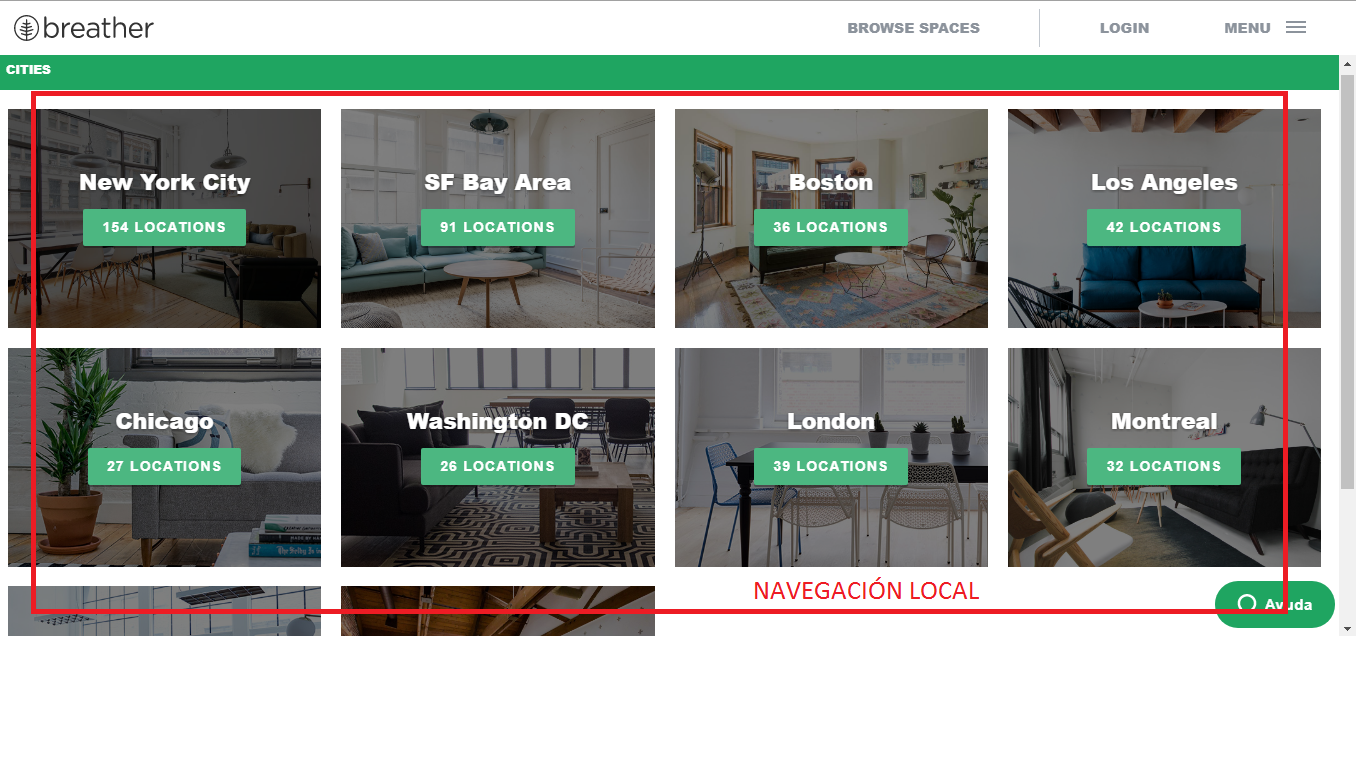 breather
BROWSE SPACES
LOGIN
MENU
CITIES
New York City
154 LOCATIONS
SF Bay Area
91 LOCATIONS
Boston
36 LOCATIONS
Los Angeles
42 LOCATIONS
Chicago
27 LOCATIONS
Washington DC
26 LOCATIONS
London
39 LOCATIONS
Montreal
32 LOCATIONS
NAVEGACIÓN LOCAL
Ayuda